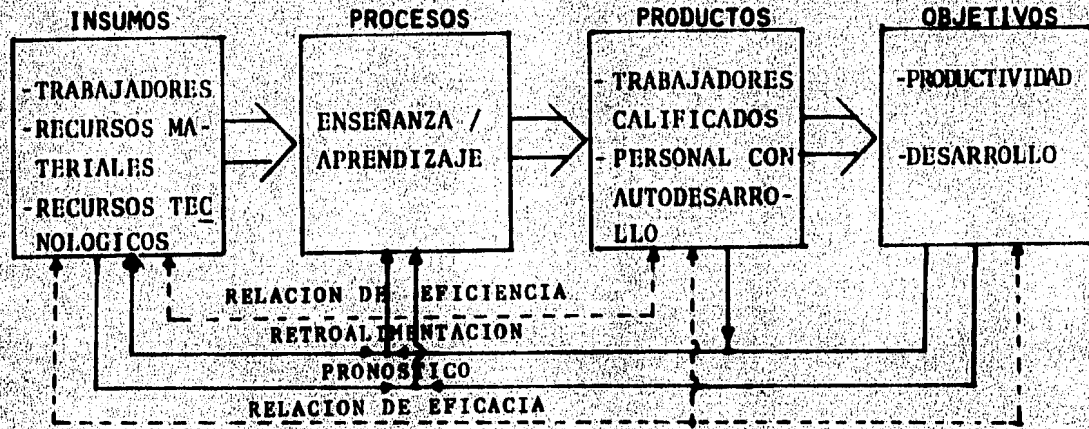 INSUMOS
PROCESOS
PRODUCTOS
OBJETIVOS
-TRABAJADORES
-RECURSOS MA-
TERIALES
-RECURSOS TEC
NOLOGICOS
ENSEÑANZA /
APRENDIZAJE
- TRABAJADORES
CALIFICADOS
- PERSONAL CON
AUTODESARRO-
LLO
-PRODUCTIVIDAD
-DESARROLLO
RELACION DE EFICIENCIA
RETROALIMENTACION
PRONOSTICO
RELACION DE EFICACIA